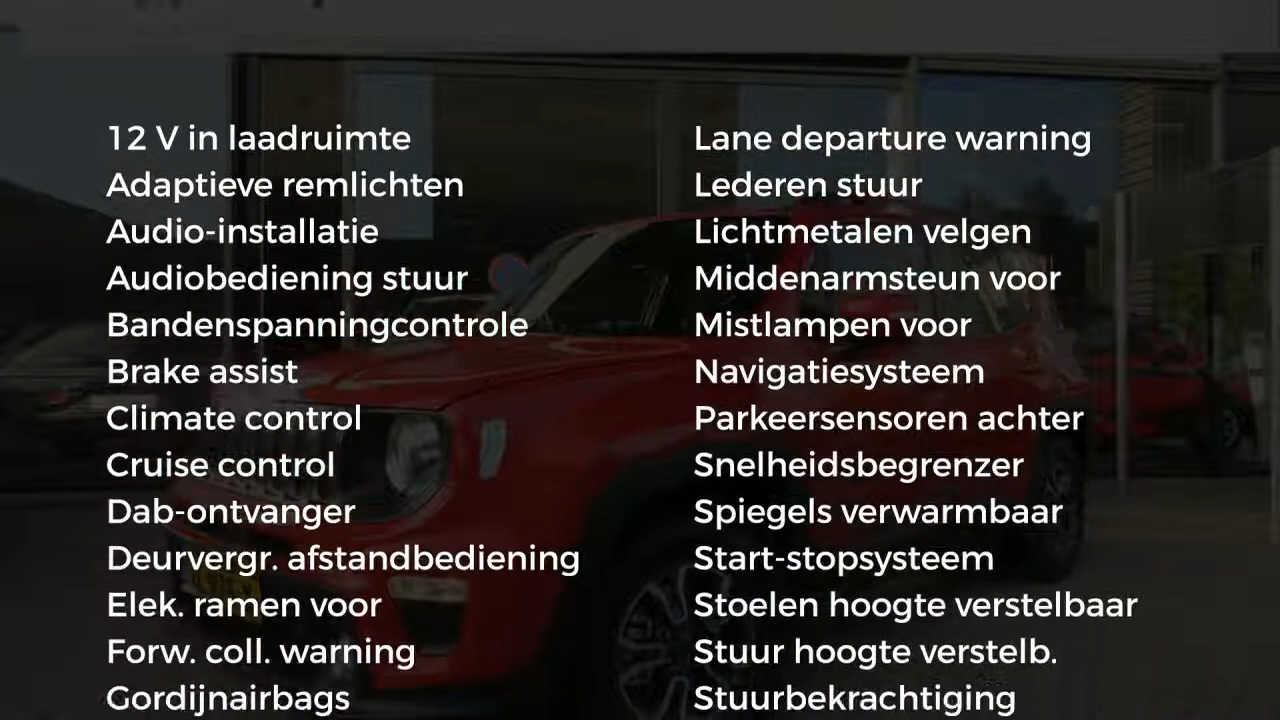 12 V in laadruimte
Adaptieve remlichten
Audio-installatie
Audiobediening stuur
Bandenspanningcontrole
Brake assist
Climate control
Cruise control
Dab-ontvanger
Deurvergr. afstandbediening
Elek. ramen voor
Forw. coll. warning
Gordijnairbags
Lane departure warning
Lederen stuur
Lichtmetalen velgen
Middenarmsteun voor
Mistlampen voor
Navigatiesysteem
Parkeersensoren achter
Snelheidsbegrenzer
Spiegels verwarmbaar
Start-stopsysteem
Stoelen hoogte verstelbaar
Stuur hoogte verstelb.
Stuurbekrachtiging